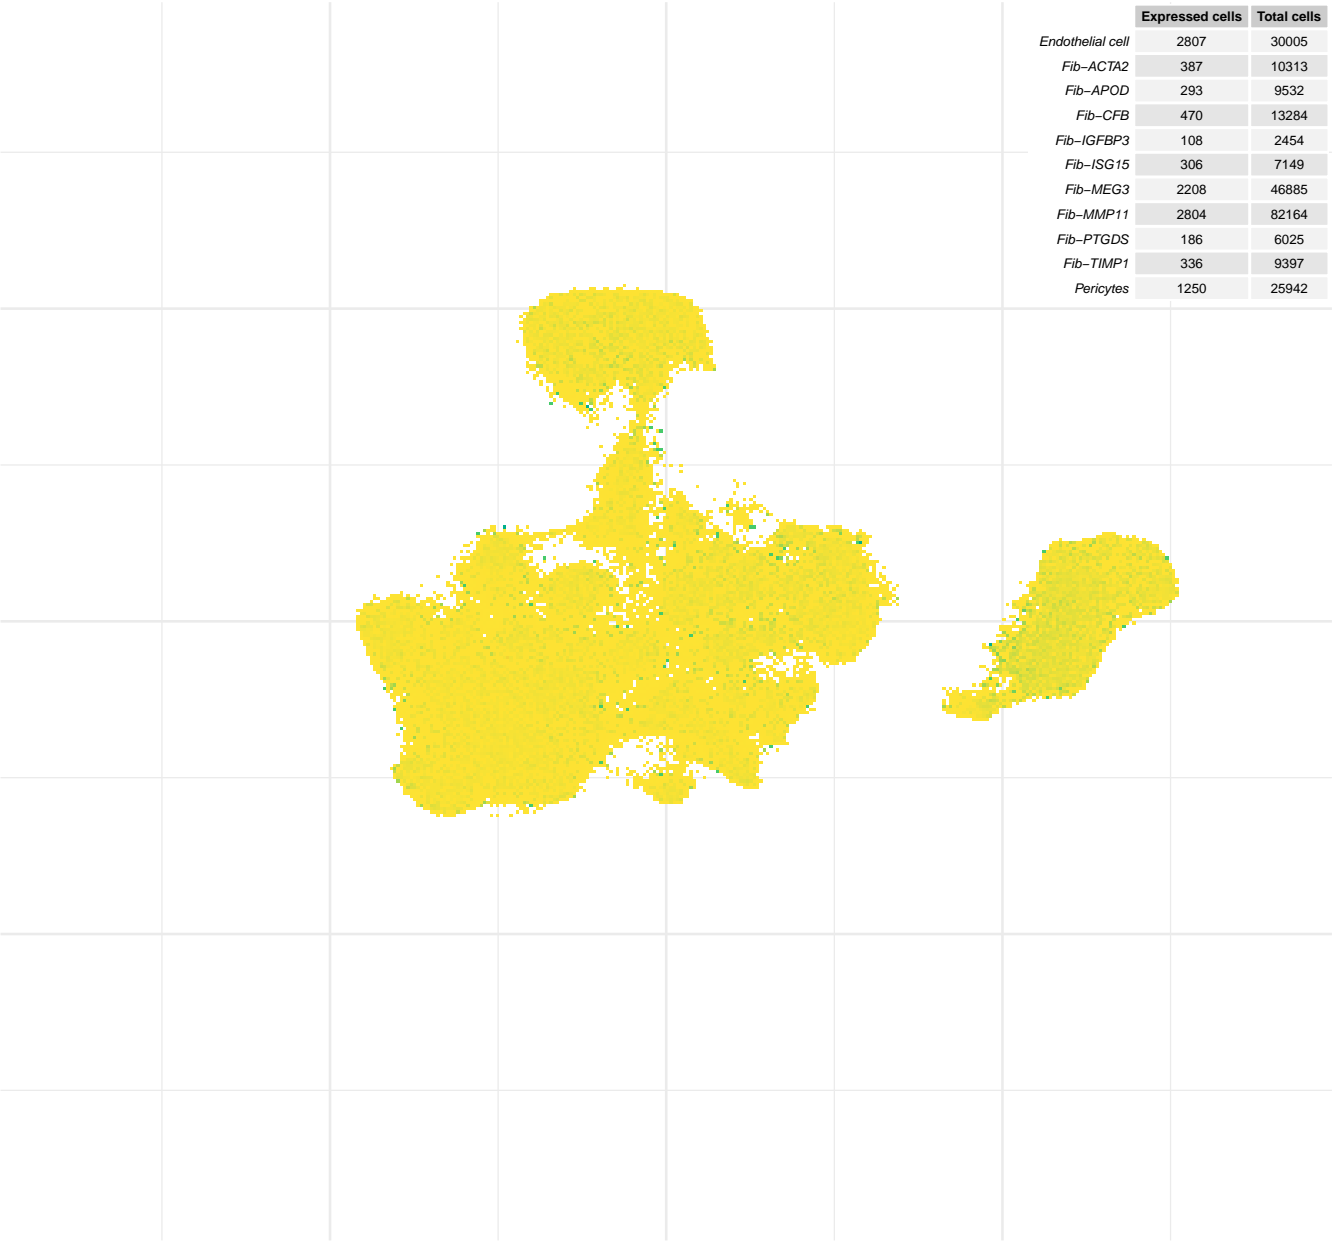 Expressed cells Total cells
Endothelial cell 2807 30005
Fib−ACTA2 387 10313
Fib−APOD 293 9532
Fib−CFB 470 13284
Fib−IGFBP3 108 2454
Fib−ISG15 306 7149
Fib−MEG3 2208 46885
Fib−MMP11 2804 82164
Fib−PTGDS 186 6025
Fib−TIMP1 336 9397
Pericytes 1250 25942